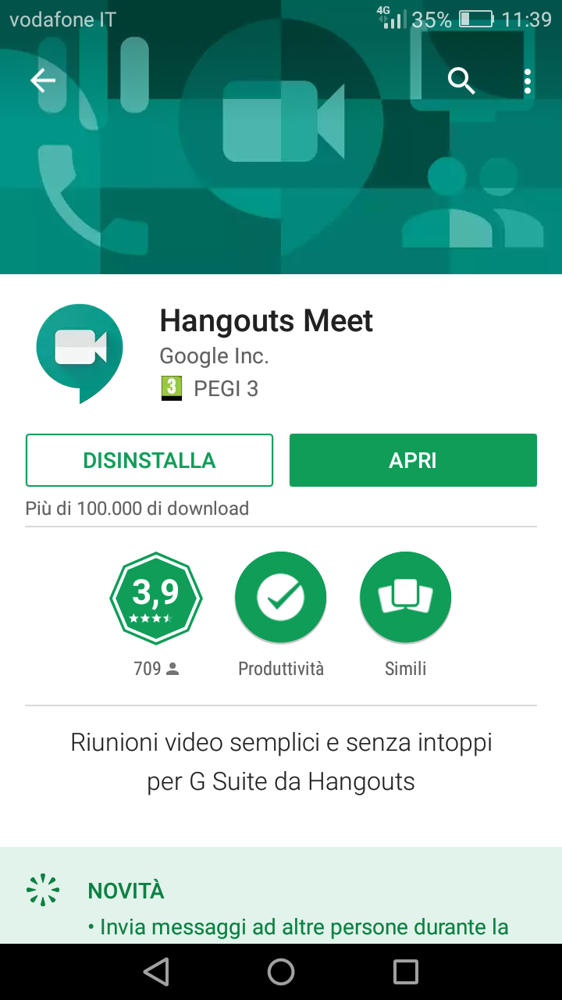 vodafone IT 4G 35% 11:39
Hangouts Meet
Google Inc.
3 PEGI 3
DISINSTALLA APRI
Più di 100.000 di download
3,9
709 Produttività Simili
Riunioni video semplici e senza intoppi
per G Suite da Hangouts
NOVITÀ
• Invia messaggi ad altre persone durante la